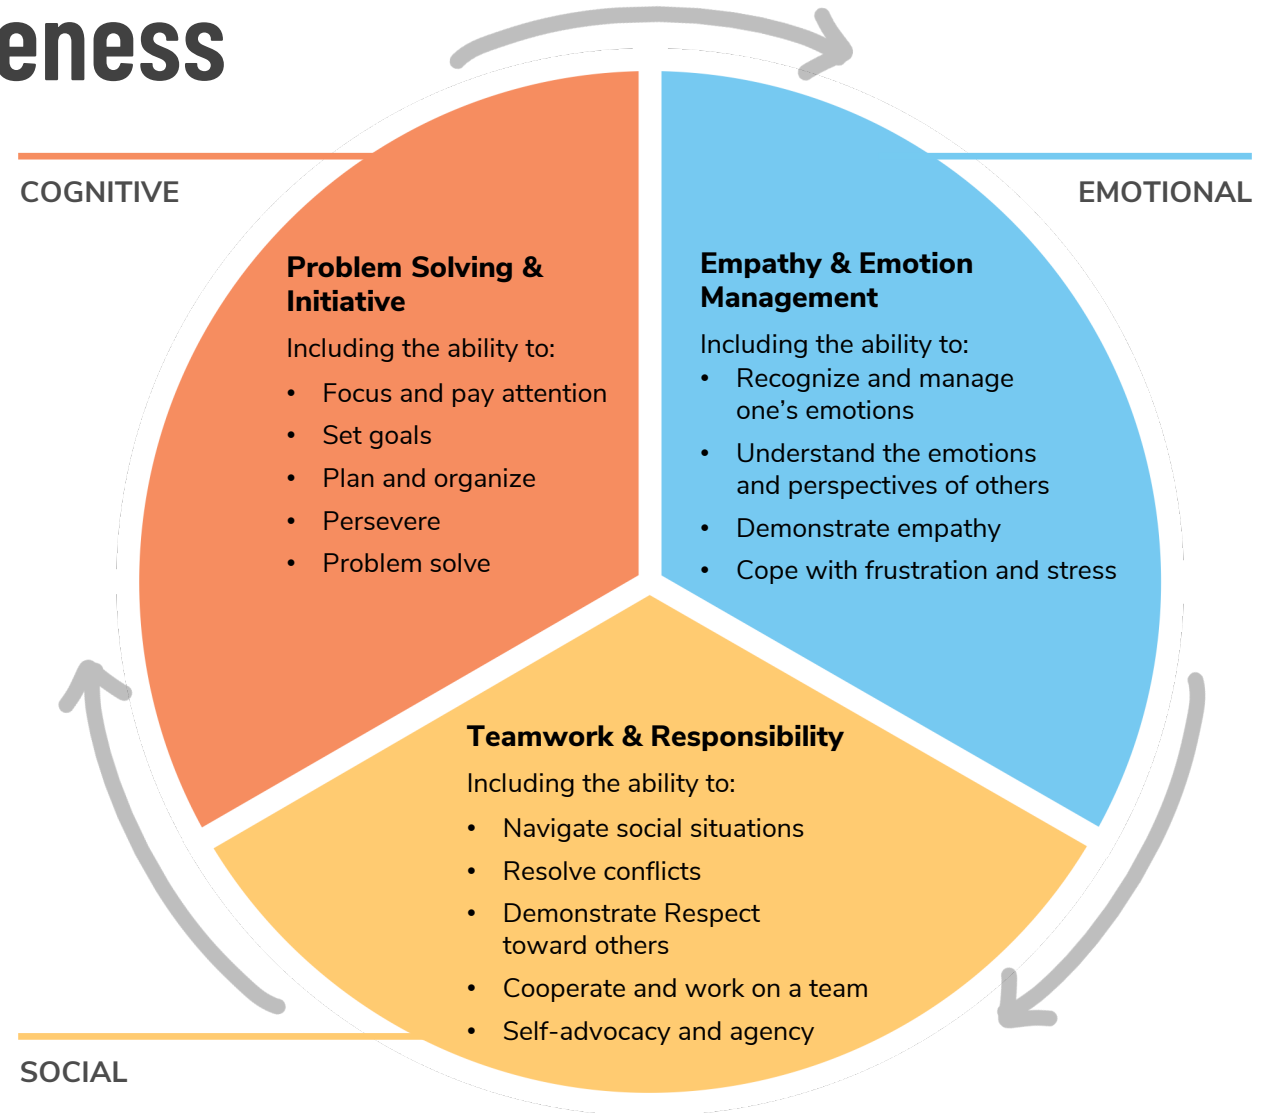 eness
COGNITIVE
EMOTIONAL
Problem Solving &
Initiative
Including the ability to:
• Focus and pay attention
• Set goals
• Plan and organize
• Persevere
• Problem solve
Empathy & Emotion
Management
Including the ability to:
• Recognize and manage
one’s emotions
• Understand the emotions
and perspectives of others
• Demonstrate empathy
• Cope with frustration and stress
Teamwork & Responsibility
Including the ability to:
• Navigate social situations
• Resolve conflicts
• Demonstrate Respect
toward others
• Cooperate and work on a team
• Self-advocacy and agency
SOCIAL